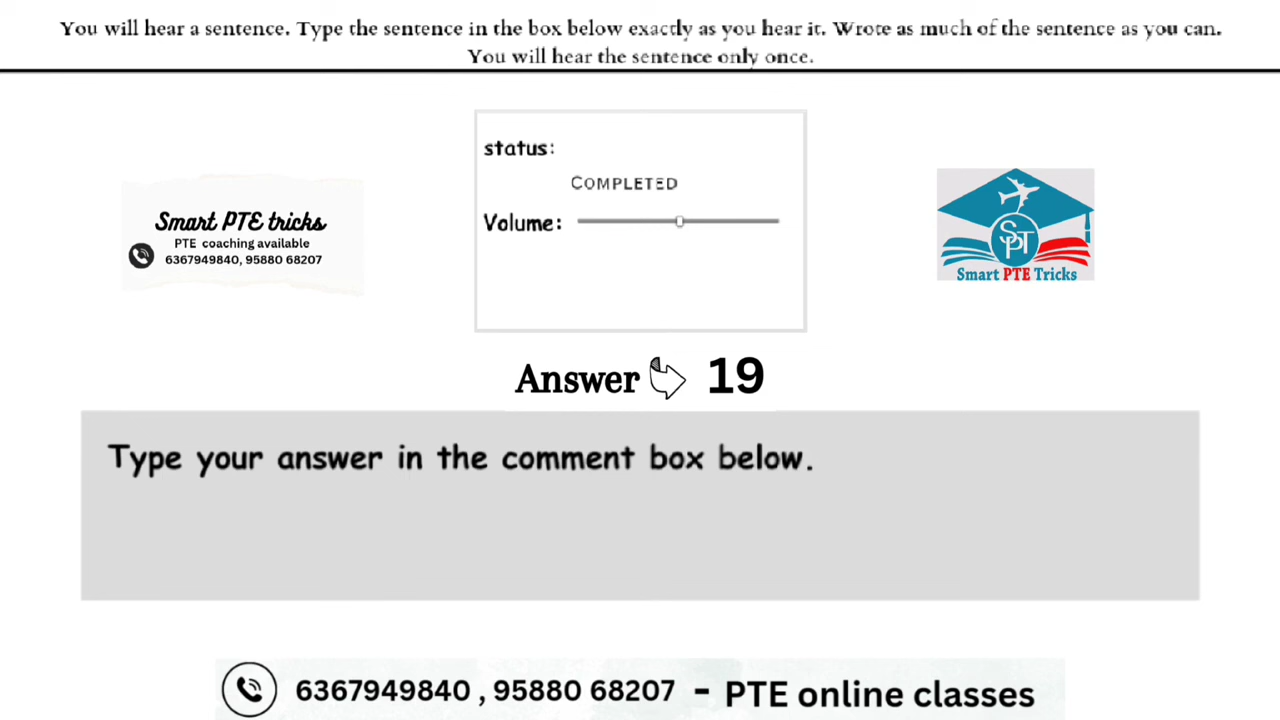 You will hear a sentence. Type the sentence in the box below exactly as you hear it. Wrote as much of the sentence as you can.
You will hear the sentence only once.
status:
COMPLETED
Volume:
Smart PTE tricks
PTE coaching available
6367949840, 95880 68207
SPT
Smart PTE Tricks
Answer 19
Type your answer in the comment box below.
6367949840 , 95880 68207 - PTE online classes